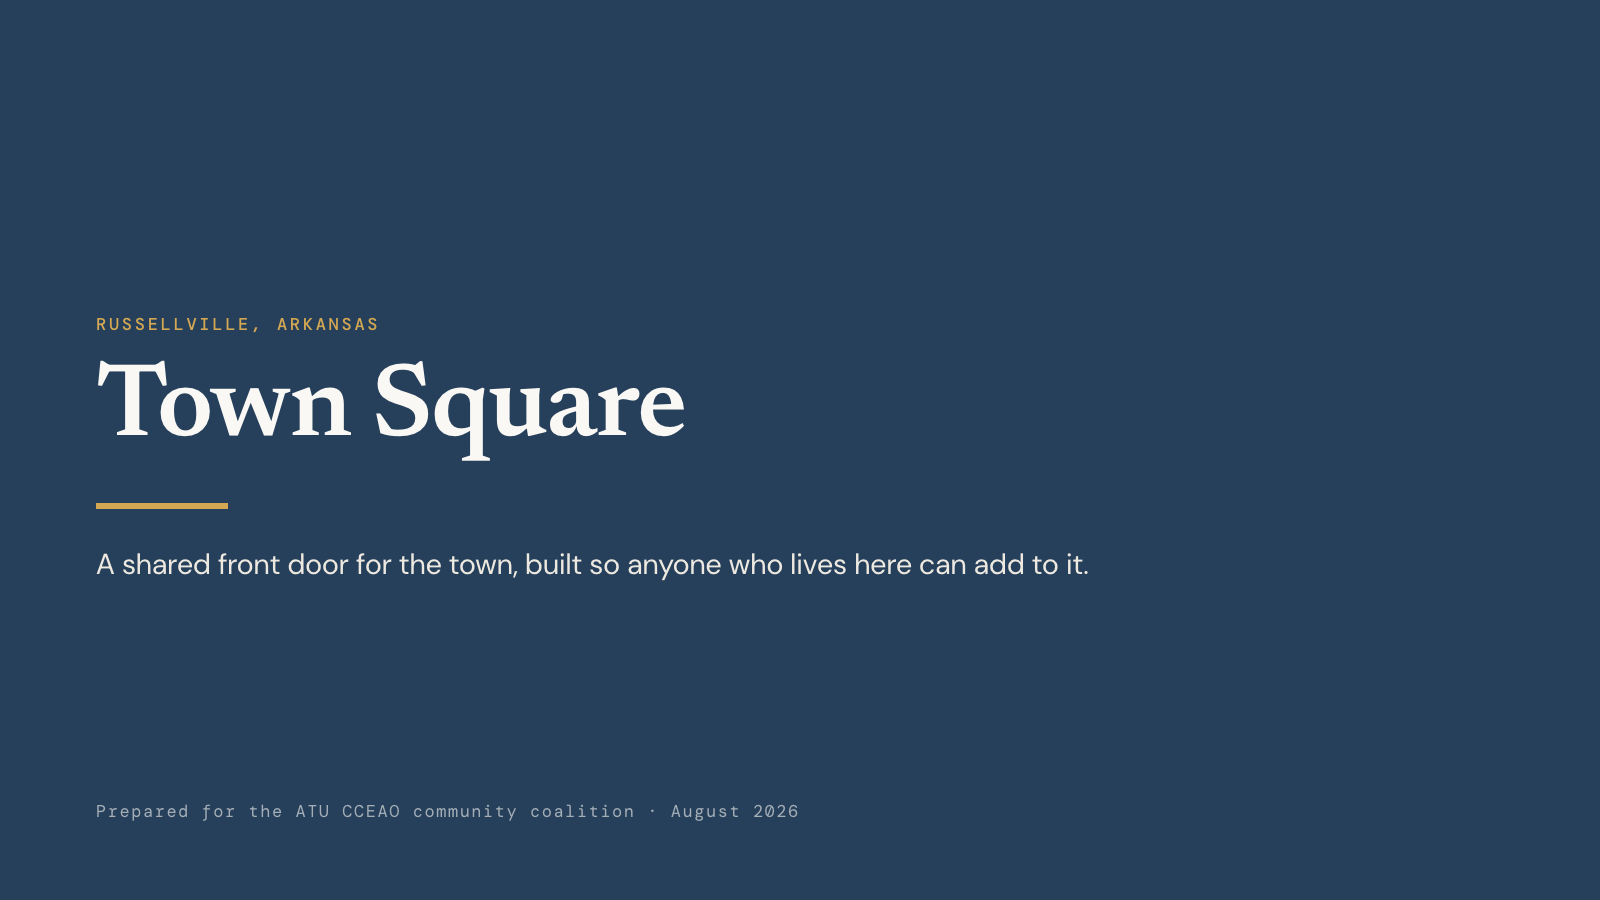 RUSSELLVILLE, ARKANSAS
Town Square
A shared front door for the town, built so anyone who lives here can add to it.
Prepared for the ATU CCEAO community coalition · August 2026